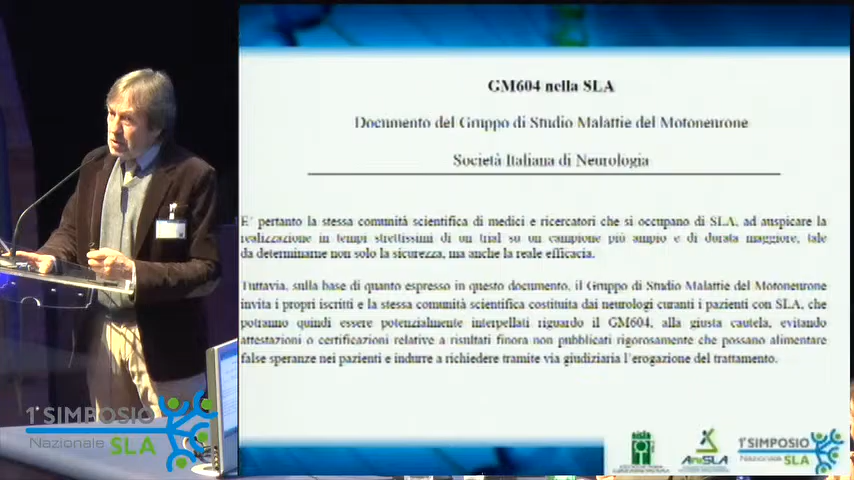 GM604 nella SLA
Documento del Gruppo di Studio Malattie del Motoneurone
Società Italiana di Neurologia
E' pertanto la stessa comunità scientifica di medici e ricercatori che si occupano di SLA, ad auspicare la
realizzazione in tempi strettissimi di un trial su un campione più ampio e di durata maggiore, tale
da determinarne non solo la sicurezza, ma anche la reale efficacia.
Tuttavia, sulla base di quanto espresso in questo documento, il Gruppo di Studio Malattie del Motoneurone
invita i propri iscritti e la stessa comunità scientifica costituita dai neurologi curanti i pazienti con SLA, che
potranno quindi essere potenzialmente interpellati riguardo il GM604, alla giusta cautela, evitando
attestazioni o certificazioni relative a risultati finora non pubblicati rigorosamente che possano alimentare
false speranze nei pazienti e indurre a richiedere tramite via giudiziaria l'erogazione del trattamento.
1° SIMPOSIO
Nazionale SLA
aisla
AriSLA
1° SIMPOSIO
Nazionale SLA